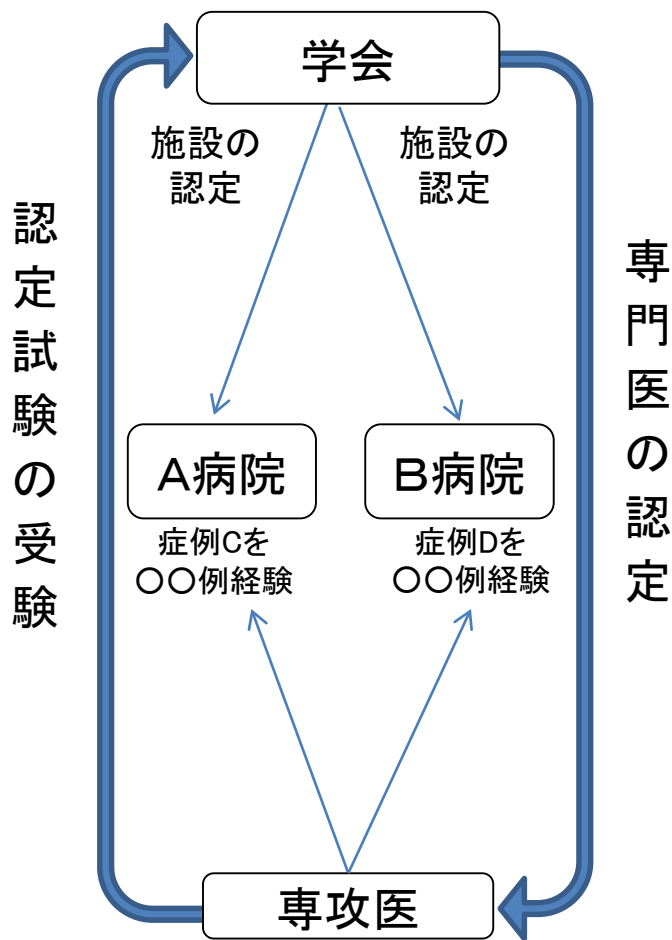 学会
施設の
認定
施設の
認定
認定試験の受験
専門医の認定
A病院
B病院
症例Cを
〇〇例経験
症例Dを
〇〇例経験
専攻医